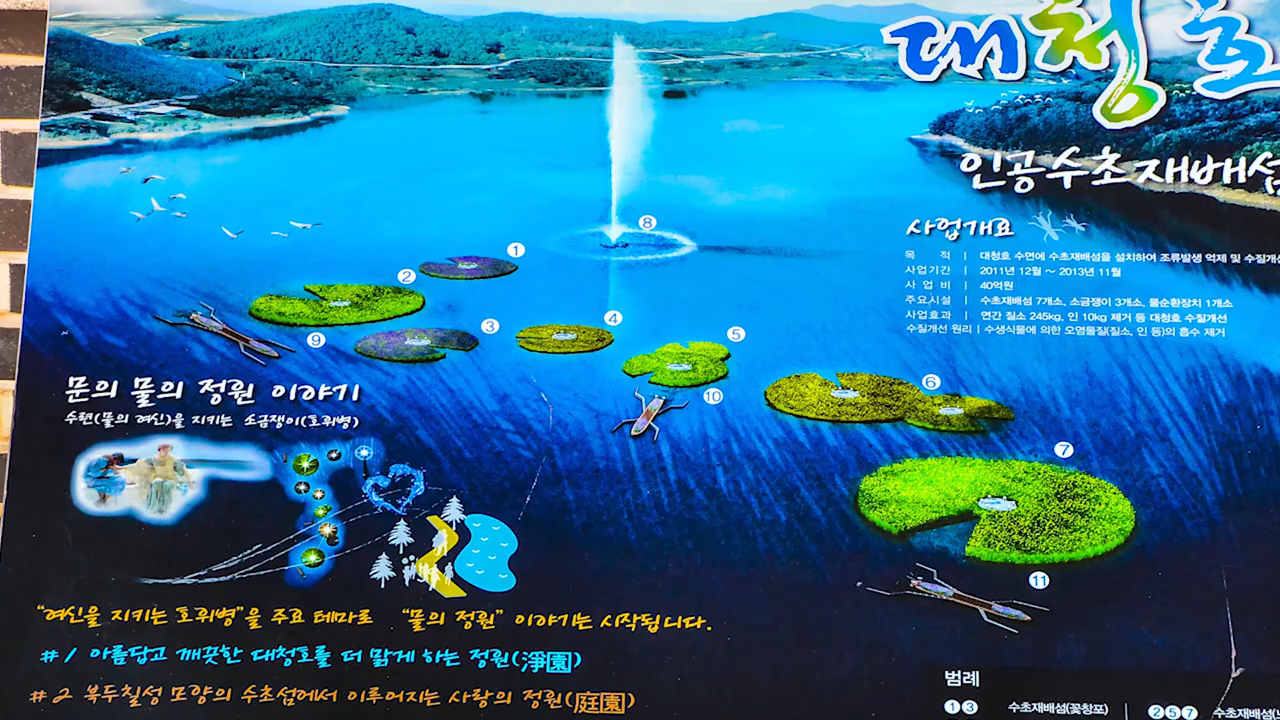 대청호
인공수초재배섬
사업개요
목 적 | 대청호 수면에 수초재배섬을 설치하여 조류발생 억제 및 수질개선
사업기간 | 2011년 12월 ~ 2013년 11월
사 업 비 | 40억원
주요시설 | 수초재배섬 7개소, 소금쟁이 3개소, 물순환장치 1개소
사업효과 | 연간 질소 245kg, 인 10kg 제거 등 대청호 수질개선
수질개선 원리 | 수생식물에 의한 오염물질(질소, 인 등)의 흡수 제거
8
1
2
3
4
5
9
10
6
7
11
문의 물의 정원 이야기
수련(물의 여신)을 지키는 소금쟁이(호위병)
"여신을 지키는 호위병"을 주요 테마로 "물의 정원" 이야기는 시작됩니다.
#1 아름답고 깨끗한 대청호를 더 맑게 하는 정원(淨園)
#2 북두칠성 모양의 수초섬에서 이루어지는 사랑의 정원(庭園)
범례
1 3 수초재배섬(꽃창포) | 2 5 7 수초재배섬